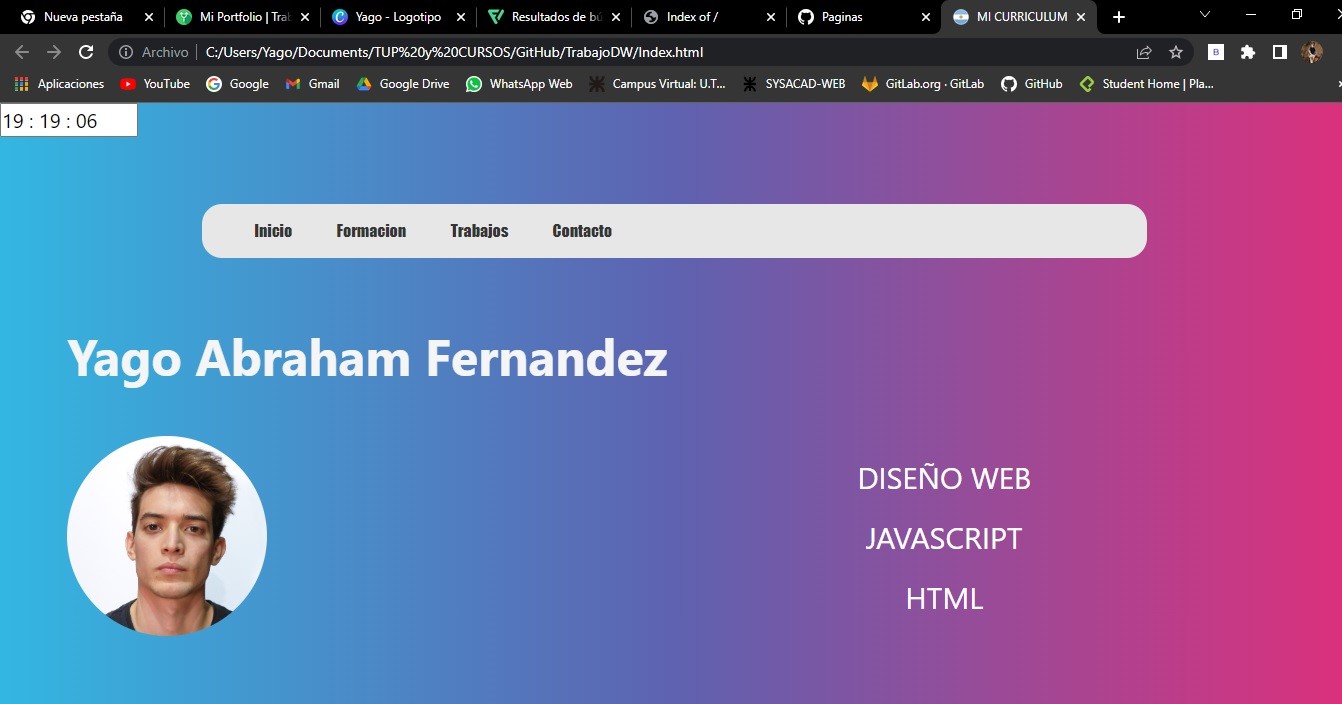 Nueva pestaña
Mi Portfolio | Tra
Yago - Logotipo
Resultados de bú
Index of /
Paginas
MI CURRICULUM
Archivo C:/Users/Yago/Documents/TUP%20y%20CURSOS/GitHub/TrabajoDW/Index.html
Aplicaciones YouTube Google Gmail Google Drive WhatsApp Web Campus Virtual: U.T... SYSACAD-WEB GitLab.org · GitLab GitHub Student Home | Pla...
19 : 19 : 06
Inicio Formacion Trabajos Contacto
Yago Abraham Fernandez
DISEÑO WEB
JAVASCRIPT
HTML